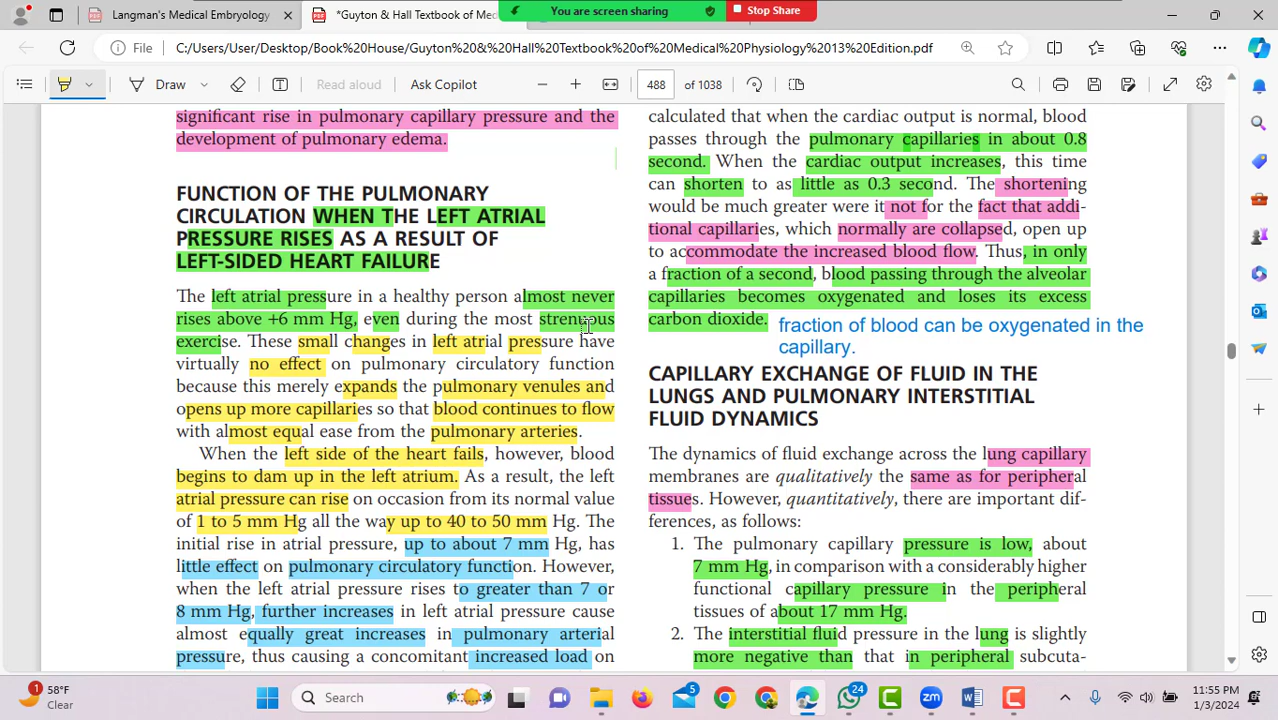 Langman's Medical Embryology
*Guyton & Hall Textbook of Med
You are screen sharing
Stop Share
File
C:/Users/User/Desktop/Book%20House/Guyton%20&%20Hall%20Textbook%20of%20Medical%20Physiology%2013%20Edition.pdf
Draw
Read aloud
Ask Copilot
488
of 1038
significant rise in pulmonary capillary pressure and the
development of pulmonary edema.
FUNCTION OF THE PULMONARY
CIRCULATION WHEN THE LEFT ATRIAL
PRESSURE RISES AS A RESULT OF
LEFT-SIDED HEART FAILURE
The left atrial pressure in a healthy person almost never
rises above +6 mm Hg, even during the most strenuous
exercise. These small changes in left atrial pressure have
virtually no effect on pulmonary circulatory function
because this merely expands the pulmonary venules and
opens up more capillaries so that blood continues to flow
with almost equal ease from the pulmonary arteries.
When the left side of the heart fails, however, blood
begins to dam up in the left atrium. As a result, the left
atrial pressure can rise on occasion from its normal value
of 1 to 5 mm Hg all the way up to 40 to 50 mm Hg. The
initial rise in atrial pressure, up to about 7 mm Hg, has
little effect on pulmonary circulatory function. However,
when the left atrial pressure rises to greater than 7 or
8 mm Hg, further increases in left atrial pressure cause
almost equally great increases in pulmonary arterial
pressure, thus causing a concomitant increased load on
calculated that when the cardiac output is normal, blood
passes through the pulmonary capillaries in about 0.8
second. When the cardiac output increases, this time
can shorten to as little as 0.3 second. The shortening
would be much greater were it not for the fact that addi-
tional capillaries, which normally are collapsed, open up
to accommodate the increased blood flow. Thus, in only
a fraction of a second, blood passing through the alveolar
capillaries becomes oxygenated and loses its excess
carbon dioxide.
fraction of blood can be oxygenated in the
capillary.
CAPILLARY EXCHANGE OF FLUID IN THE
LUNGS AND PULMONARY INTERSTITIAL
FLUID DYNAMICS
The dynamics of fluid exchange across the lung capillary
membranes are qualitatively the same as for peripheral
tissues. However, quantitatively, there are important dif-
ferences, as follows:
1. The pulmonary capillary pressure is low, about
7 mm Hg, in comparison with a considerably higher
functional capillary pressure in the peripheral
tissues of about 17 mm Hg.
2. The interstitial fluid pressure in the lung is slightly
more negative than that in peripheral subcuta-
1
58°F
Clear
Search
5
24
11:55 PM
1/3/2024